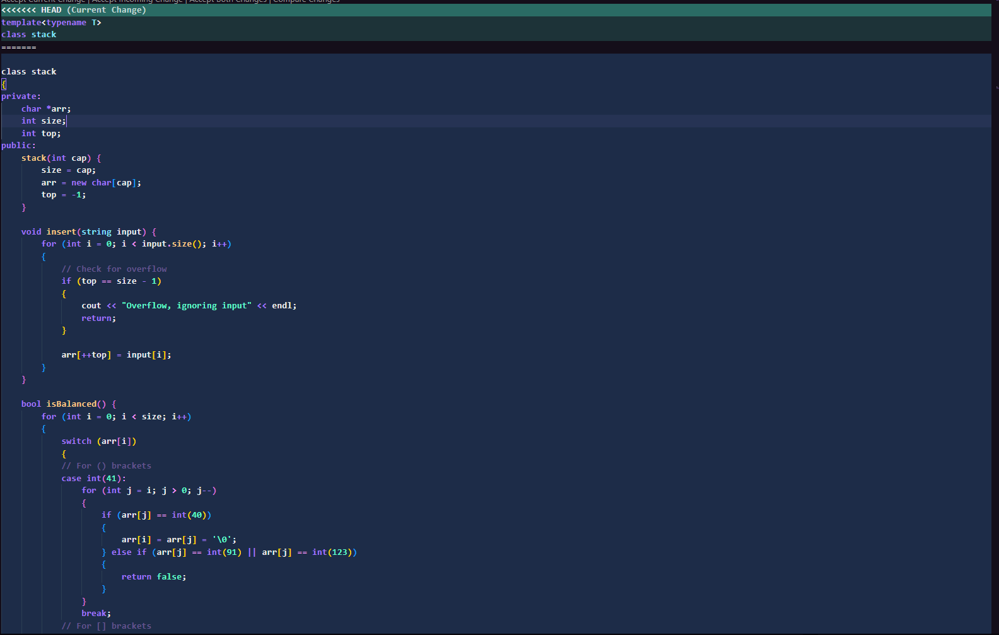 Accept Current Change | Accept Incoming Change | Accept Both Changes | Compare Changes
<<<<<<< HEAD (Current Change)
template<typename T>
class stack
=======

class stack
{
private:
    char *arr;
    int size;
    int top;
public:
    stack(int cap) {
        size = cap;
        arr = new char[cap];
        top = -1;
    }

    void insert(string input) {
        for (int i = 0; i < input.size(); i++)
        {
            // Check for overflow
            if (top == size - 1)
            {
                cout << "Overflow, ignoring input" << endl;
                return;
            }

            arr[++top] = input[i];
        }
    }

    bool isBalanced() {
        for (int i = 0; i < size; i++)
        {
            switch (arr[i])
            {
            // For () brackets
            case int(41):
                for (int j = i; j > 0; j--)
                {
                    if (arr[j] == int(40))
                    {
                        arr[i] = arr[j] = '\0';
                    } else if (arr[j] == int(91) || arr[j] == int(123))
                    {
                        return false;
                    }
                }
                break;
            // For [] brackets